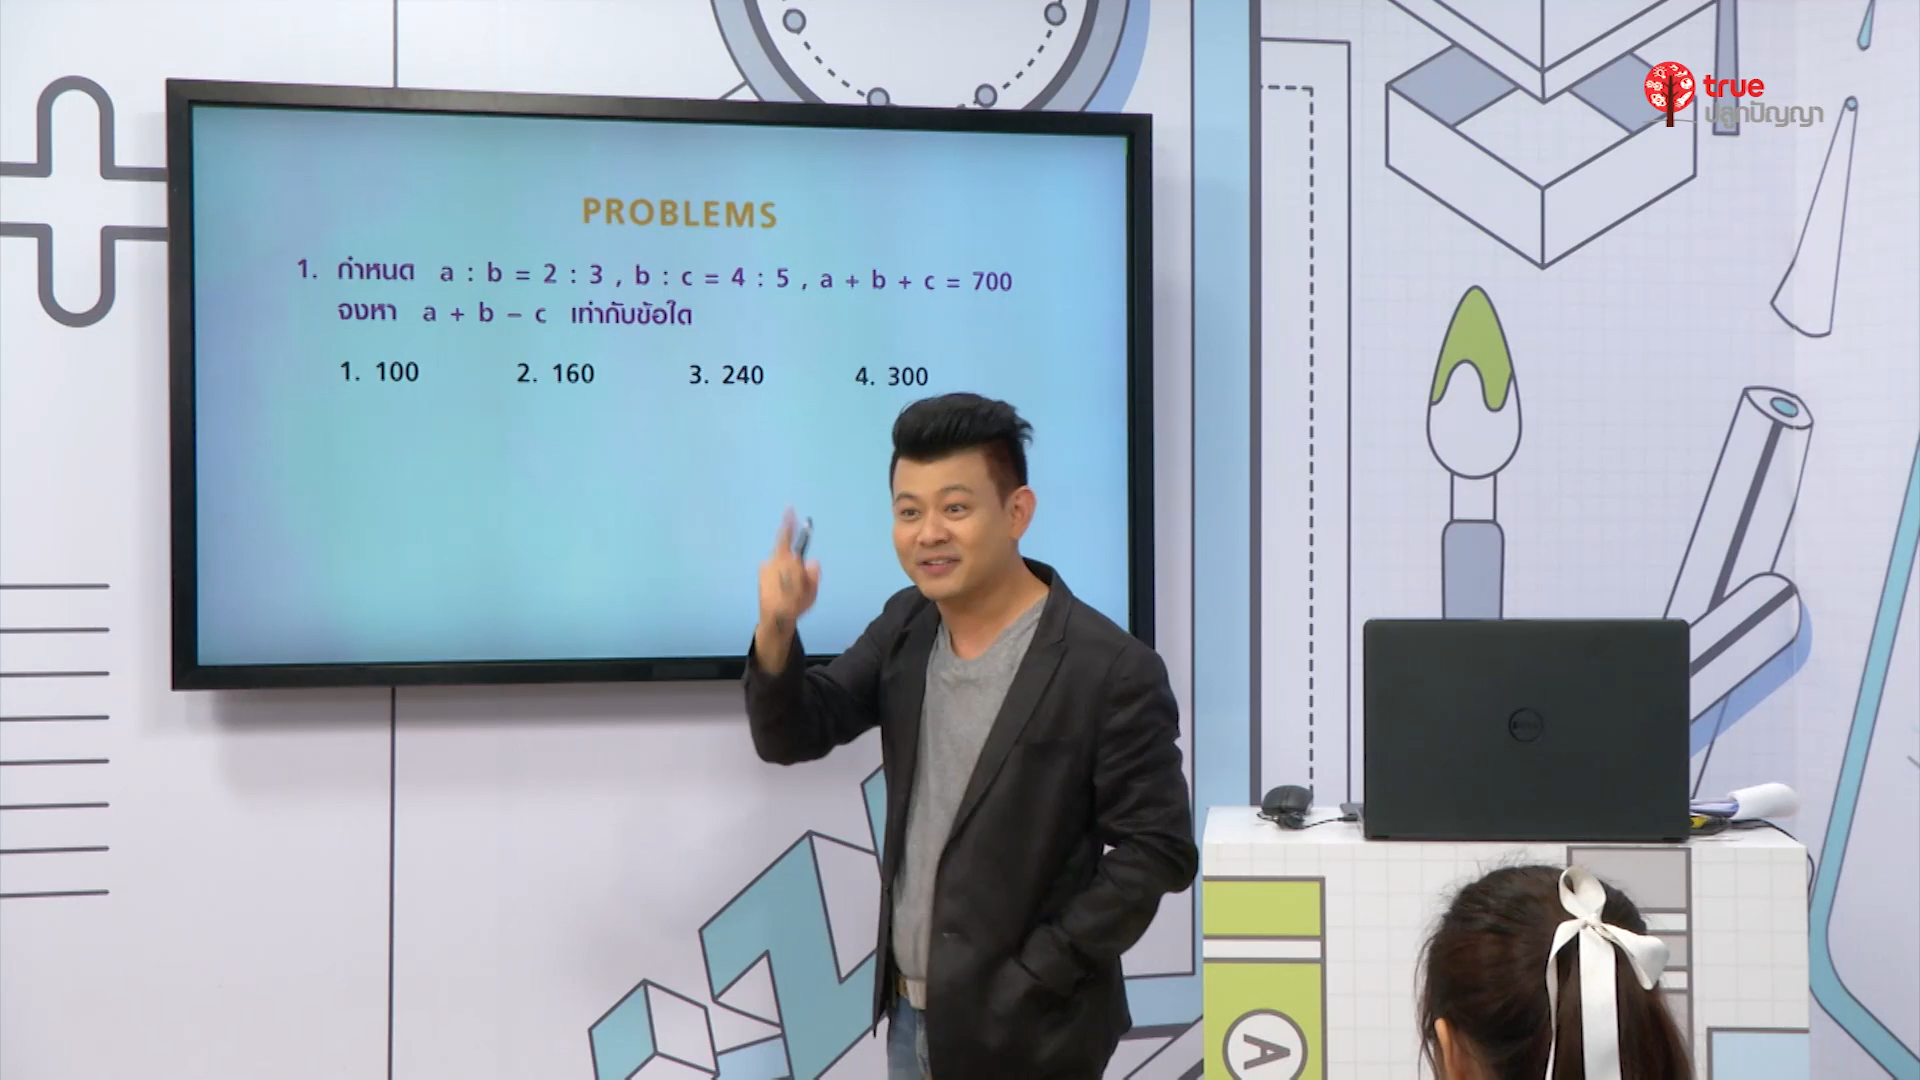 true
ปลูกปัญญา
PROBLEMS
1. กำหนด a : b = 2 : 3 , b : c = 4 : 5 , a + b + c = 700
จงหา a + b – c เท่ากับข้อใด
1. 100 2. 160 3. 240 4. 300
DELL
A